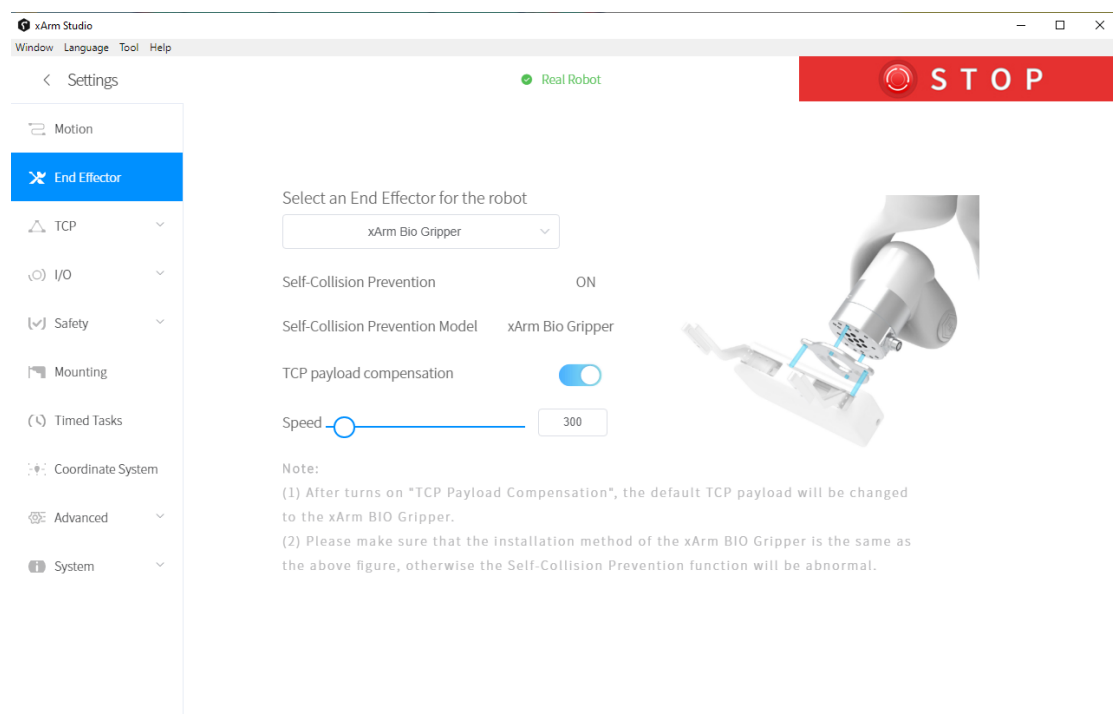 xArm Studio
Window Language Tool Help
Settings
Real Robot
STOP
Motion
End Effector
TCP
I/O
Safety
Mounting
Timed Tasks
Coordinate System
Advanced
System
Select an End Effector for the robot
xArm Bio Gripper
Self-Collision Prevention ON
Self-Collision Prevention Model xArm Bio Gripper
TCP payload compensation
Speed 300
Note:
(1) After turns on "TCP Payload Compensation", the default TCP payload will be changed
to the xArm BIO Gripper.
(2) Please make sure that the installation method of the xArm BIO Gripper is the same as
the above figure, otherwise the Self-Collision Prevention function will be abnormal.